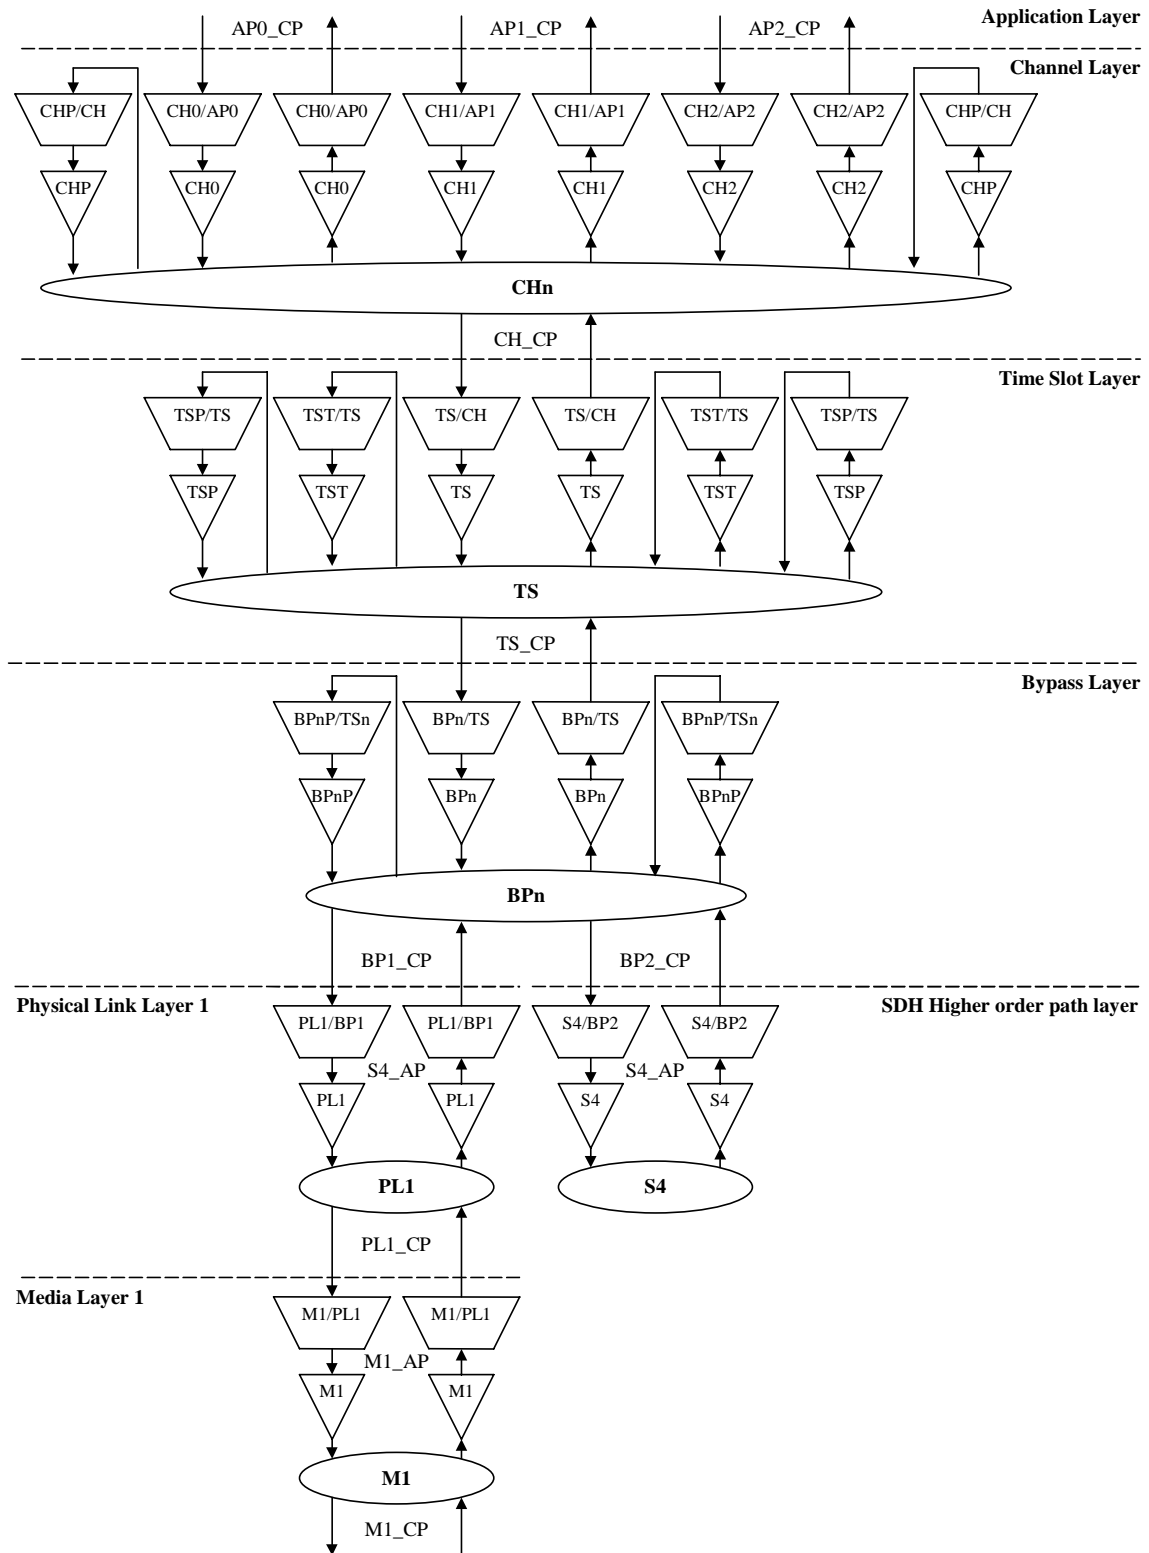 AP0_CP AP1_CP AP2_CP Application Layer
Channel Layer
CHP/CH CH0/AP0 CH0/AP0 CH1/AP1 CH1/AP1 CH2/AP2 CH2/AP2 CHP/CH
CHP CH0 CH0 CH1 CH1 CH2 CH2 CHP
CHn
CH_CP
Time Slot Layer
TSP/TS TST/TS TS/CH TS/CH TST/TS TSP/TS
TSP TST TS TS TST TSP
TS
TS_CP
Bypass Layer
BPnP/TSn BPn/TS BPn/TS BPnP/TSn
BPnP BPn BPn BPnP
BPn
BP1_CP BP2_CP
Physical Link Layer 1 SDH Higher order path layer
PL1/BP1 PL1/BP1 S4/BP2 S4/BP2
S4_AP S4_AP
PL1 PL1 S4 S4
PL1 S4
PL1_CP
Media Layer 1
M1/PL1 M1/PL1
M1_AP
M1 M1
M1
M1_CP